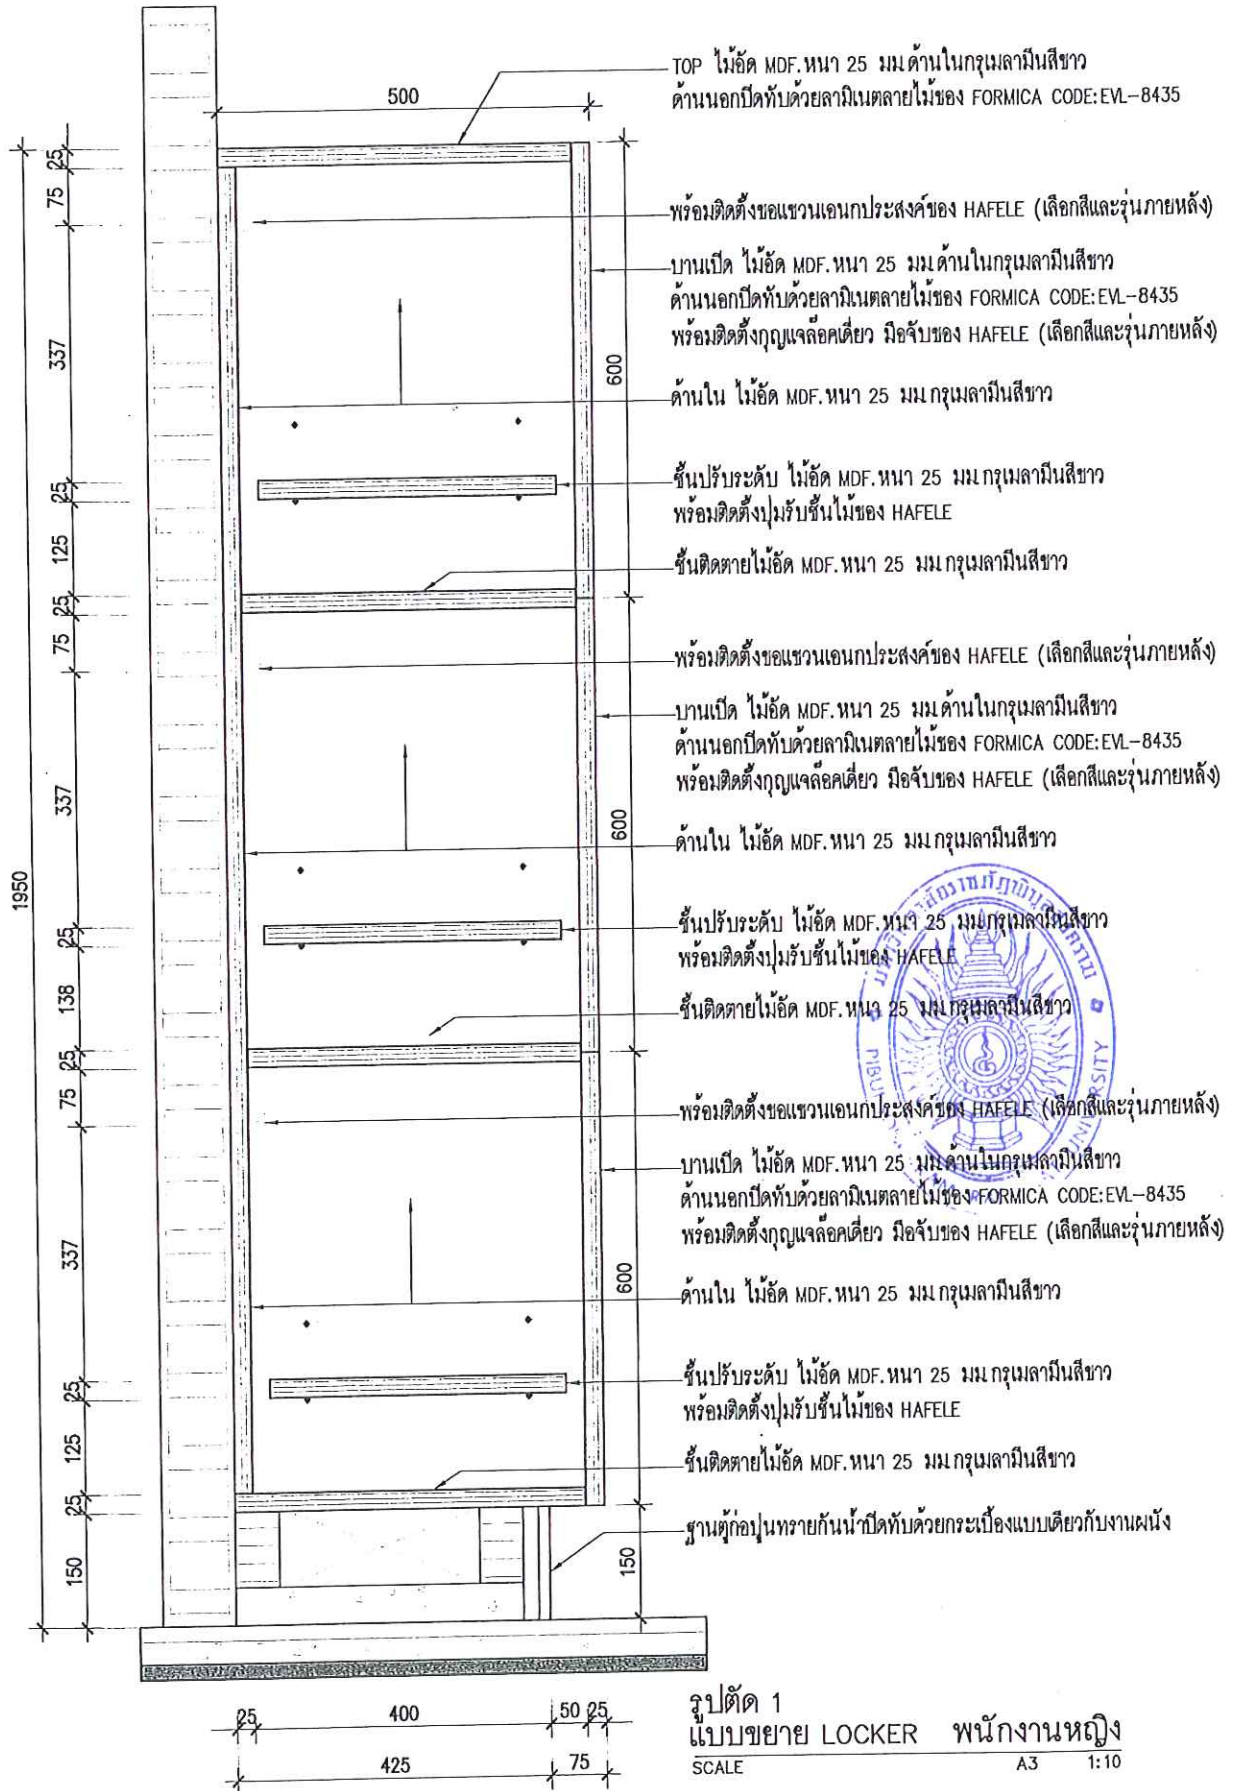 TOP ไม้อัด MDF.หนา 25 มม.ด้านในกรุเมลามีนสีขาว
ด้านนอกปิดทับด้วยลามิเนตลายไม้ของ FORMICA CODE:EVL-8435
500
25
75
พร้อมติดตั้งขอแขวนเอนกประสงค์ของ HAFELE (เลือกสีและรุ่นภายหลัง)
บานเปิด ไม้อัด MDF.หนา 25 มม.ด้านในกรุเมลามีนสีขาว
ด้านนอกปิดทับด้วยลามิเนตลายไม้ของ FORMICA CODE:EVL-8435
พร้อมติดตั้งกุญแจล๊อคเดี่ยว มือจับของ HAFELE (เลือกสีและรุ่นภายหลัง)
337
600
ด้านใน ไม้อัด MDF.หนา 25 มม.กรุเมลามีนสีขาว
ชั้นปรับระดับ ไม้อัด MDF.หนา 25 มม.กรุเมลามีนสีขาว
พร้อมติดตั้งปุ่มรับชั้นไม้ของ HAFELE
25
125
ชั้นติดตายไม้อัด MDF.หนา 25 มม.กรุเมลามีนสีขาว
25
75
พร้อมติดตั้งขอแขวนเอนกประสงค์ของ HAFELE (เลือกสีและรุ่นภายหลัง)
บานเปิด ไม้อัด MDF.หนา 25 มม.ด้านในกรุเมลามีนสีขาว
ด้านนอกปิดทับด้วยลามิเนตลายไม้ของ FORMICA CODE:EVL-8435
พร้อมติดตั้งกุญแจล๊อคเดี่ยว มือจับของ HAFELE (เลือกสีและรุ่นภายหลัง)
337
600
ด้านใน ไม้อัด MDF.หนา 25 มม.กรุเมลามีนสีขาว
1950
ชั้นปรับระดับ ไม้อัด MDF.หนา 25 มม.กรุเมลามีนสีขาว
พร้อมติดตั้งปุ่มรับชั้นไม้ของ HAFELE
25
138
ชั้นติดตายไม้อัด MDF.หนา 25 มม.กรุเมลามีนสีขาว
25
75
พร้อมติดตั้งขอแขวนเอนกประสงค์ของ HAFELE (เลือกสีและรุ่นภายหลัง)
บานเปิด ไม้อัด MDF.หนา 25 มม.ด้านในกรุเมลามีนสีขาว
ด้านนอกปิดทับด้วยลามิเนตลายไม้ของ FORMICA CODE:EVL-8435
พร้อมติดตั้งกุญแจล๊อคเดี่ยว มือจับของ HAFELE (เลือกสีและรุ่นภายหลัง)
337
600
ด้านใน ไม้อัด MDF.หนา 25 มม.กรุเมลามีนสีขาว
ชั้นปรับระดับ ไม้อัด MDF.หนา 25 มม.กรุเมลามีนสีขาว
พร้อมติดตั้งปุ่มรับชั้นไม้ของ HAFELE
25
125
ชั้นติดตายไม้อัด MDF.หนา 25 มม.กรุเมลามีนสีขาว
25
ฐานตู้ก่อปูนทรายกันน้ำปิดทับด้วยกระเบื้องแบบเดียวกับงานผนัง
150
150
25 400 50 25
425 75
รูปตัด 1
แบบขยาย LOCKER พนักงานหญิง
SCALE A3 1:10
UNIVERSITY